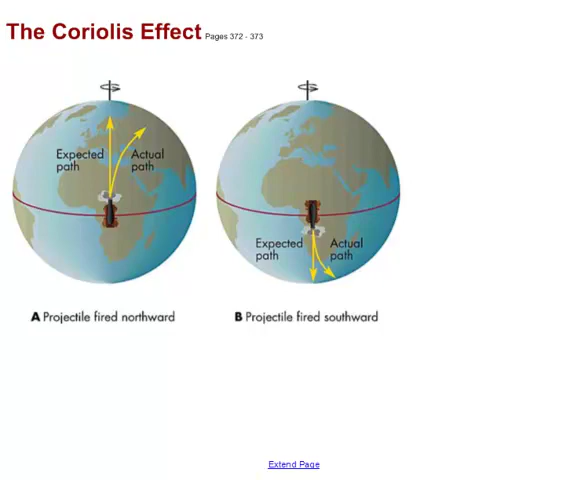 The Coriolis Effect Pages 372 - 373
Expected path
Actual path
Expected path
Actual path
A Projectile fired northward
B Projectile fired southward
Extend Page